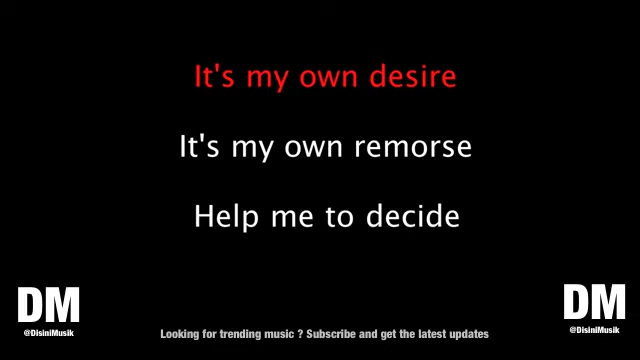 It's my own desire
It's my own remorse
Help me to decide
DM
@DisiniMusik
Looking for trending music ? Subscribe and get the latest updates
DM
@DisiniMusik